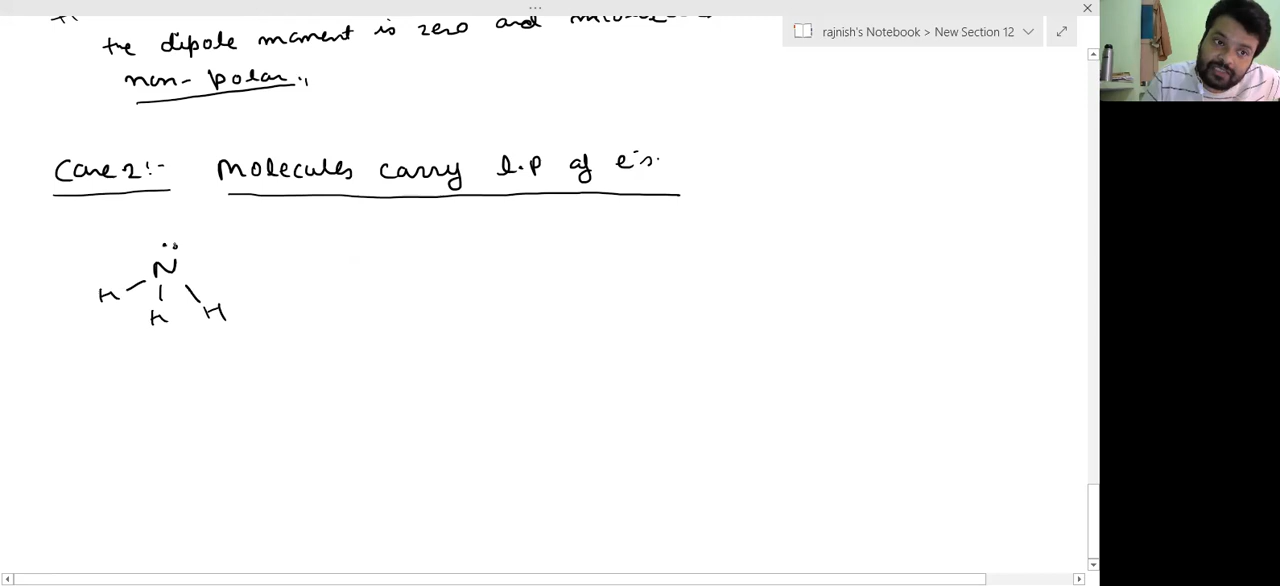 rajnish's Notebook > New Section 12
the dipole moment is zero and
non-polar.
Case 2:- Molecules carry l.p of e-s.
N
H H H